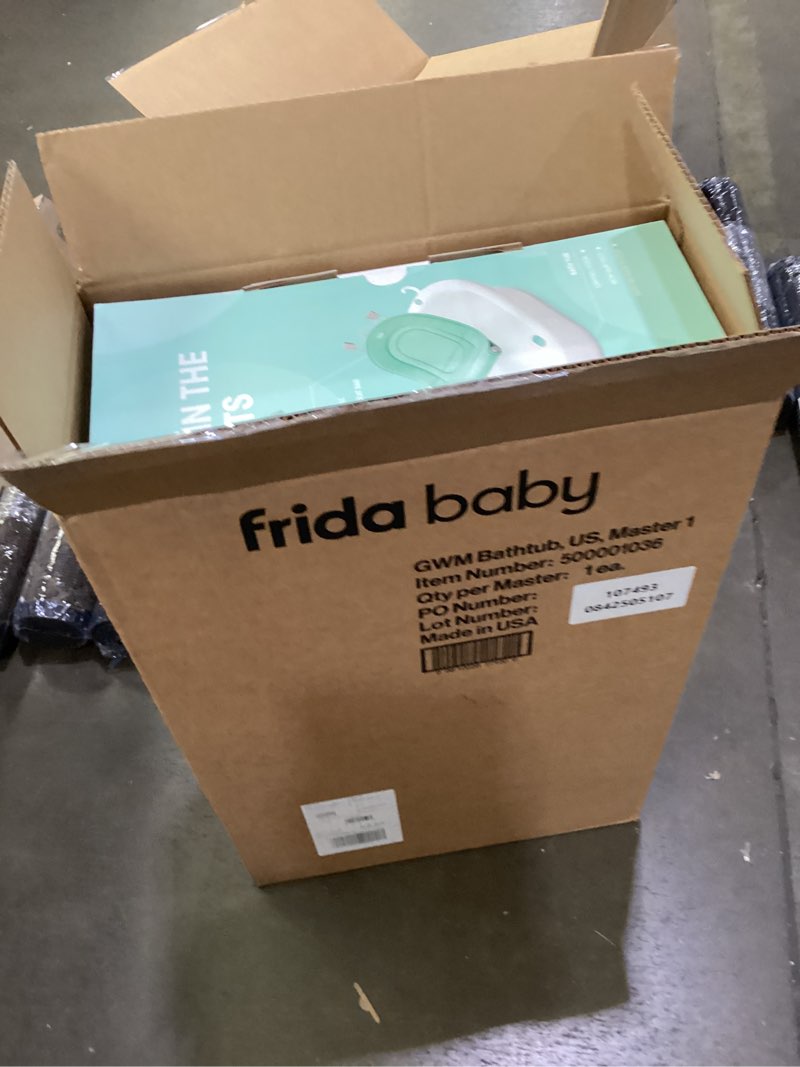 IN THE
TS
frida baby
GWM Bathtub, US, Master 1
Item Number: 500001036
Qty per Master: 1 ea.
PO Number:
Lot Number:
Made in USA
107493
0842505107